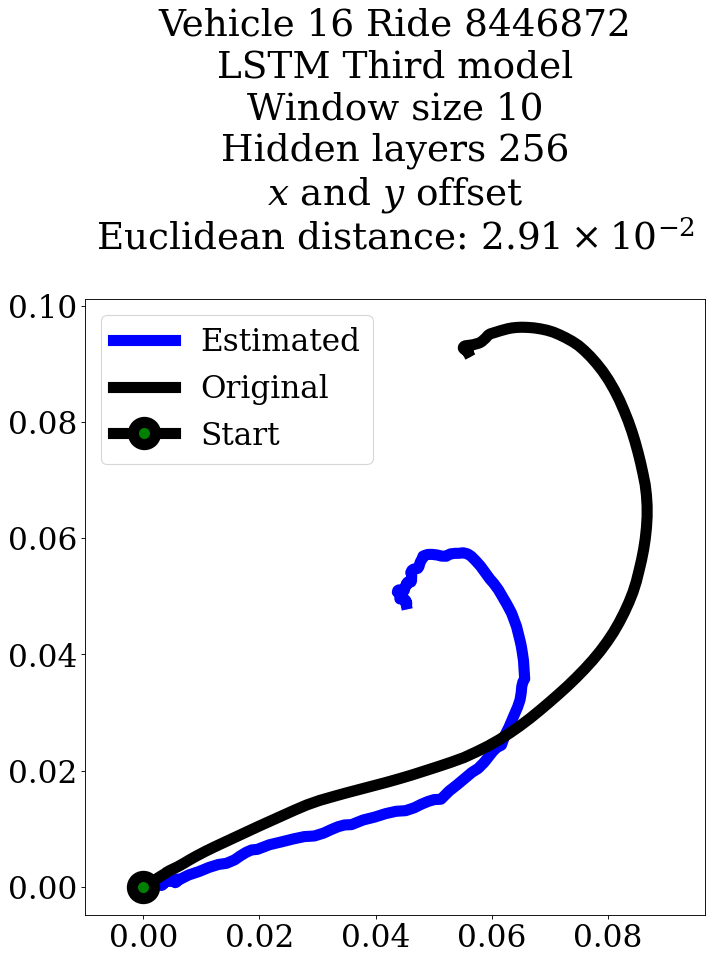 Vehicle 16 Ride 8446872
LSTM Third model
Window size 10
Hidden layers 256
x and y offset
Euclidean distance: 2.91 × 10⁻²
Estimated
Original
Start
0.10
0.08
0.06
0.04
0.02
0.00
0.00 0.02 0.04 0.06 0.08